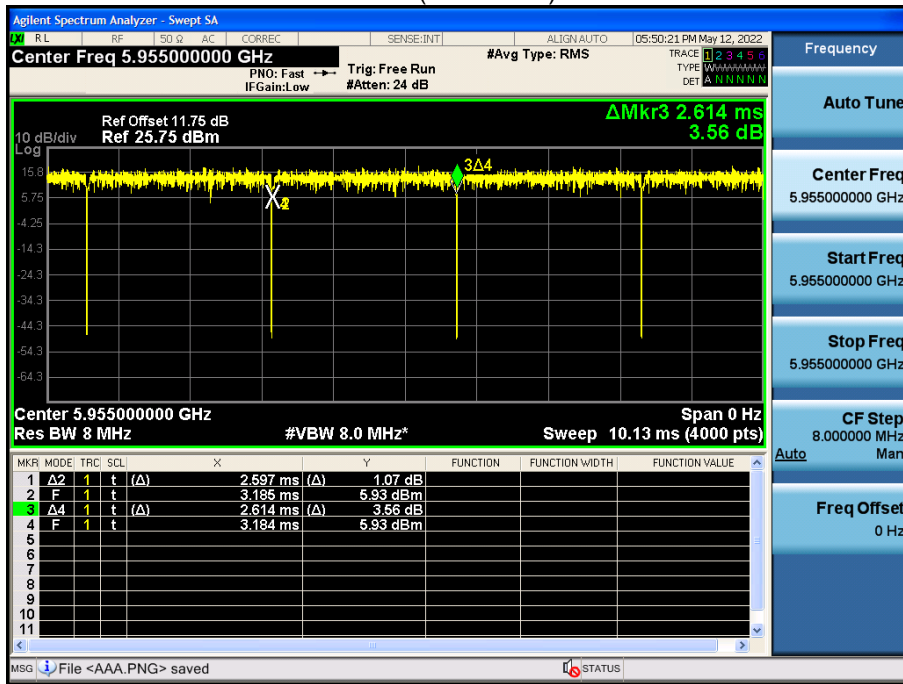 Agilent Spectrum Analyzer - Swept SA
LXI RL RF 50 Ω AC CORREC SENSE:INT ALIGN AUTO 05:50:21 PM May 12, 2022
Center Freq 5.955000000 GHz #Avg Type: RMS TRACE 1 2 3 4 5 6
PNO: Fast Trig: Free Run TYPE WWWWWW
IFGain:Low #Atten: 24 dB DET A N N N N N
Frequency
Auto Tune
Ref Offset 11.75 dB ΔMkr3 2.614 ms
10 dB/div Ref 25.75 dBm 3.56 dB
Log
15.8
3Δ4
5.75
-4.25
-14.3
-24.3
-34.3
-44.3
-54.3
-64.3
Center Freq
5.955000000 GHz
Start Freq
5.955000000 GHz
Stop Freq
5.955000000 GHz
Center 5.955000000 GHz Span 0 Hz
Res BW 8 MHz #VBW 8.0 MHz* Sweep 10.13 ms (4000 pts)
CF Step
8.000000 MHz
Auto Man
Freq Offset
0 Hz
MKR MODE TRC SCL X Y FUNCTION FUNCTION WIDTH FUNCTION VALUE
1 Δ2 1 t (Δ) 2.597 ms (Δ) 1.07 dB
2 F 1 t 3.185 ms 5.93 dBm
3 Δ4 1 t (Δ) 2.614 ms (Δ) 3.56 dB
4 F 1 t 3.184 ms 5.93 dBm
5
6
7
8
9
10
11
MSG File <AAA.PNG> saved STATUS